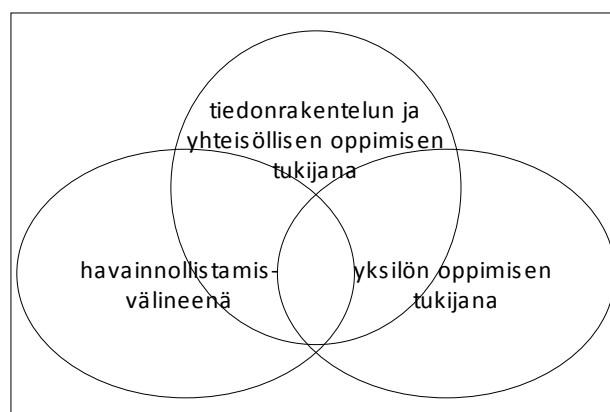 tiedonrakentelun ja
yhteisöllisen oppimisen
tukijana
havainnollistamis-
välineenä
yksilön oppimisen
tukijana